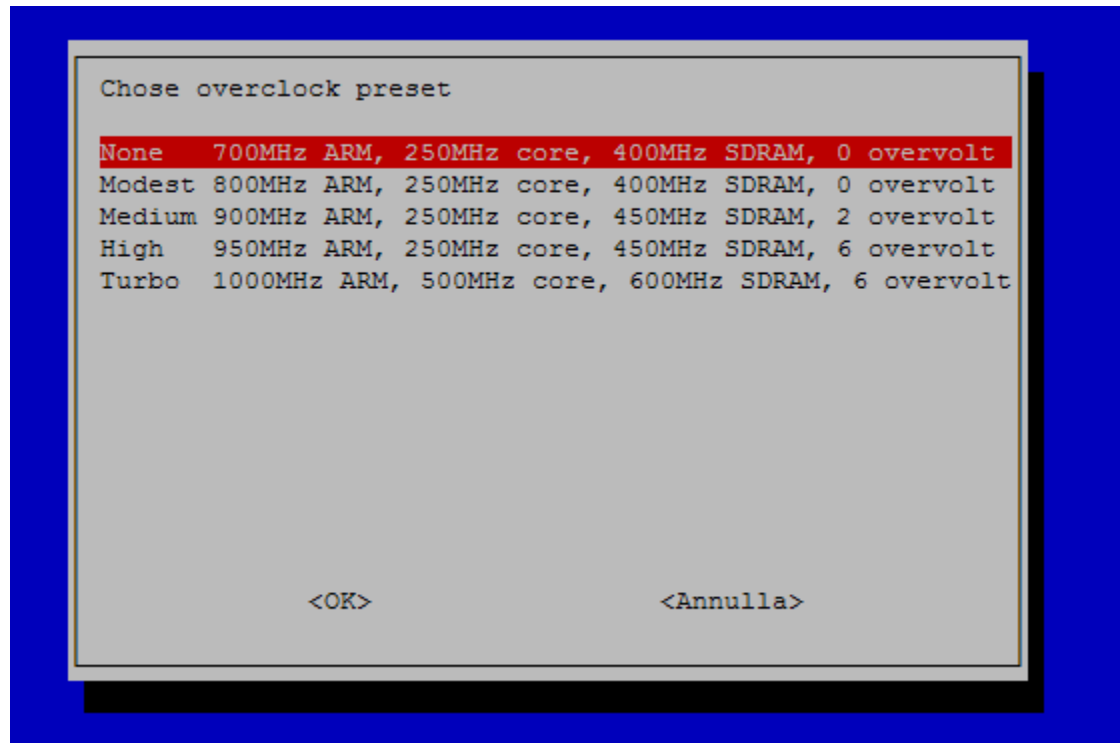 Chose overclock preset
None 700MHz ARM, 250MHz core, 400MHz SDRAM, 0 overvolt
Modest 800MHz ARM, 250MHz core, 400MHz SDRAM, 0 overvolt
Medium 900MHz ARM, 250MHz core, 450MHz SDRAM, 2 overvolt
High 950MHz ARM, 250MHz core, 450MHz SDRAM, 6 overvolt
Turbo 1000MHz ARM, 500MHz core, 600MHz SDRAM, 6 overvolt
<OK> <Annulla>